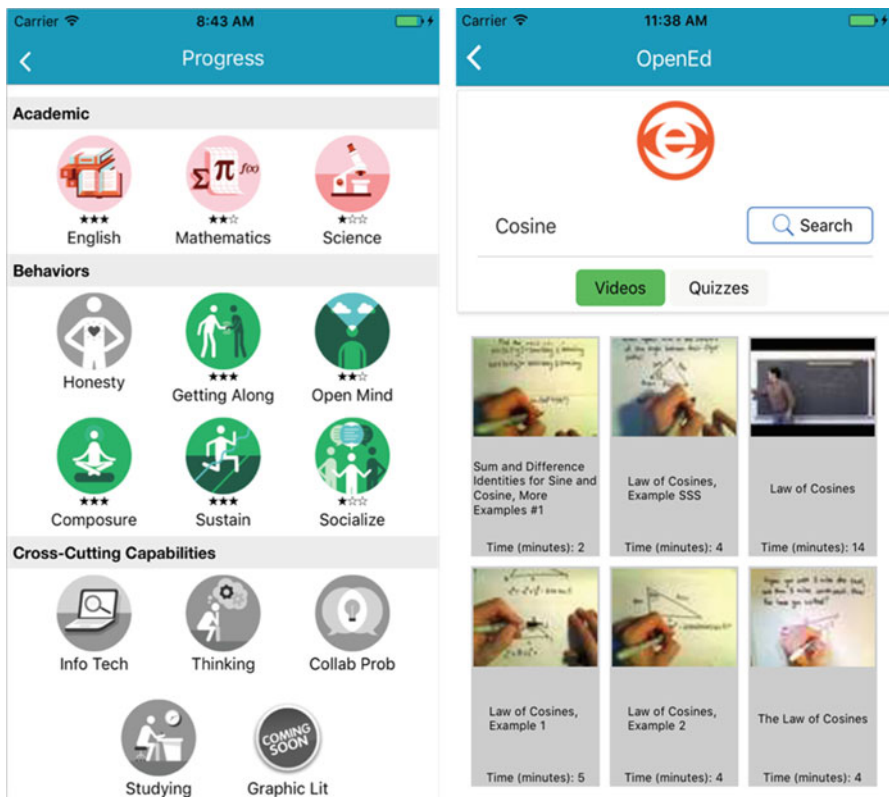 Carrier 8:43 AM
Progress
Academic
★★★ ★★☆ ★☆☆
English Mathematics Science
Behaviors
Honesty
★★★ ★★☆
Getting Along Open Mind
★★★ ★★★ ★☆☆
Composure Sustain Socialize
Cross-Cutting Capabilities
Info Tech Thinking Collab Prob
COMING
SOON
Studying Graphic Lit
Carrier 11:38 AM
OpenEd
e
Cosine Search
Videos Quizzes
Sum and Difference
Identities for Sine and
Cosine, More
Examples #1
Time (minutes): 2
Law of Cosines,
Example SSS
Time (minutes): 4
Law of Cosines
Time (minutes): 14
Law of Cosines,
Example 1
Time (minutes): 5
Law of Cosines,
Example 2
Time (minutes): 4
The Law of Cosines
Time (minutes): 4